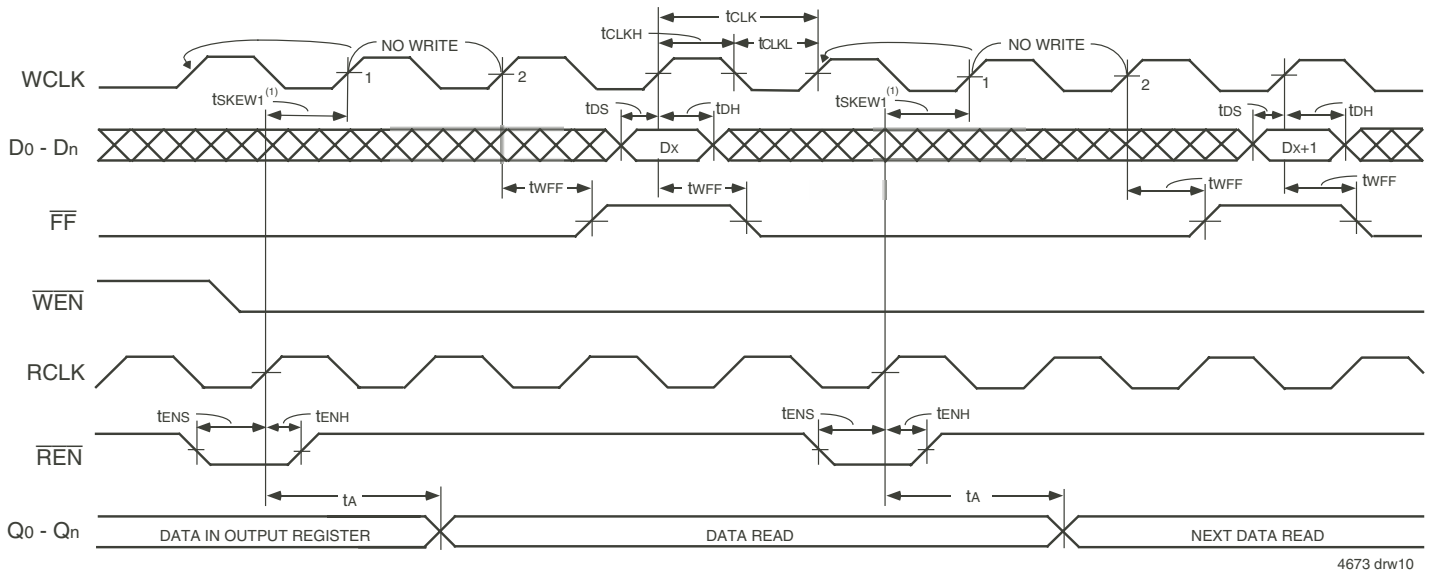 tCLK
tCLKH
tCLKL
NO WRITE
NO WRITE
WCLK
1
2
1
2
tSKEW1(1)
tDS
tDH
tSKEW1(1)
tDS
tDH
D0 - Dn
DX
DX+1
tWFF
tWFF
tWFF
tWFF
FF
WEN
RCLK
tENS
tENH
tENS
tENH
REN
tA
tA
Q0 - Qn
DATA IN OUTPUT REGISTER
DATA READ
NEXT DATA READ
4673 drw10